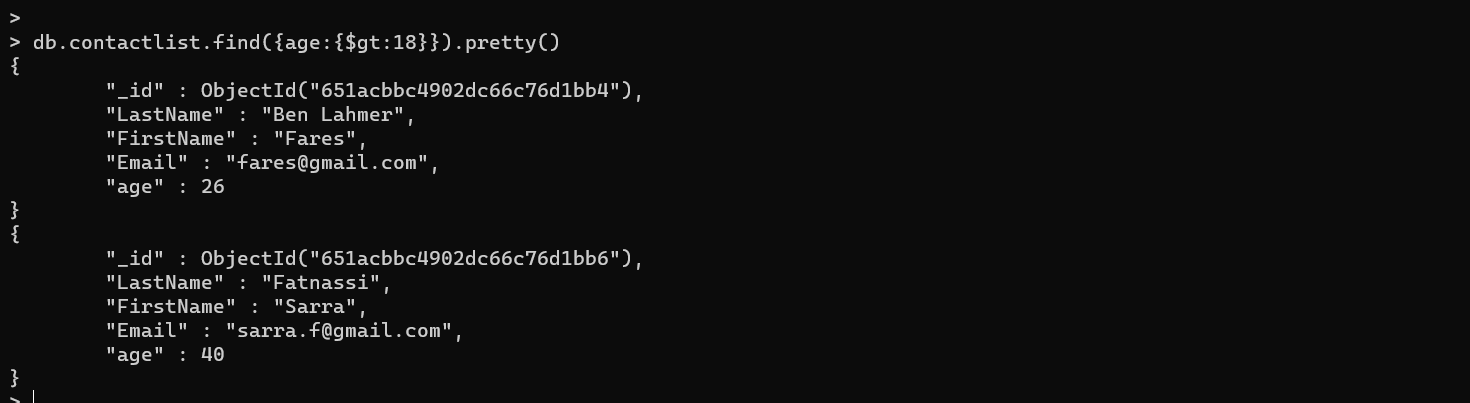 >
> db.contactlist.find({age:{$gt:18}}).pretty()
{
        "_id" : ObjectId("651acbbc4902dc66c76d1bb4"),
        "LastName" : "Ben Lahmer",
        "FirstName" : "Fares",
        "Email" : "fares@gmail.com",
        "age" : 26
}
{
        "_id" : ObjectId("651acbbc4902dc66c76d1bb6"),
        "LastName" : "Fatnassi",
        "FirstName" : "Sarra",
        "Email" : "sarra.f@gmail.com",
        "age" : 40
}
>